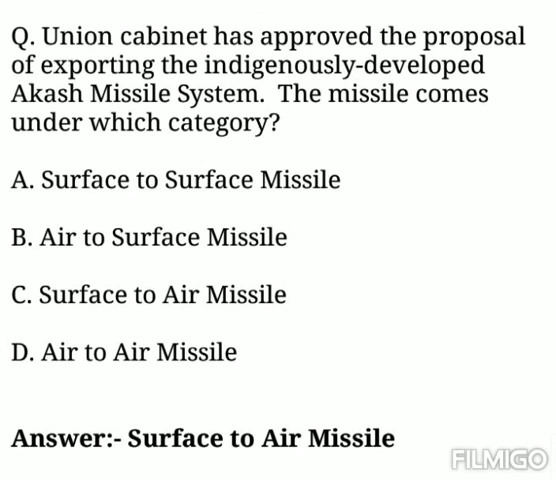 Q. Union cabinet has approved the proposal
of exporting the indigenously-developed
Akash Missile System. The missile comes
under which category?
A. Surface to Surface Missile
B. Air to Surface Missile
C. Surface to Air Missile
D. Air to Air Missile
Answer:- Surface to Air Missile
FILMIGO